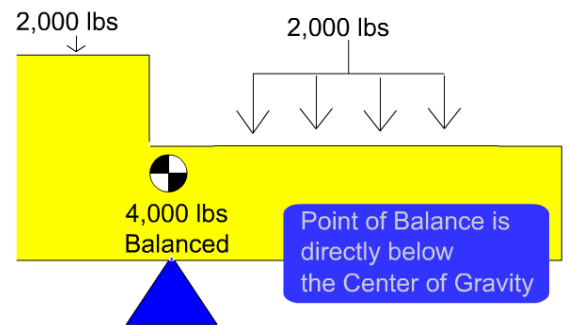 2,000 lbs
2,000 lbs
4,000 lbs
Balanced
Point of Balance is
directly below
the Center of Gravity